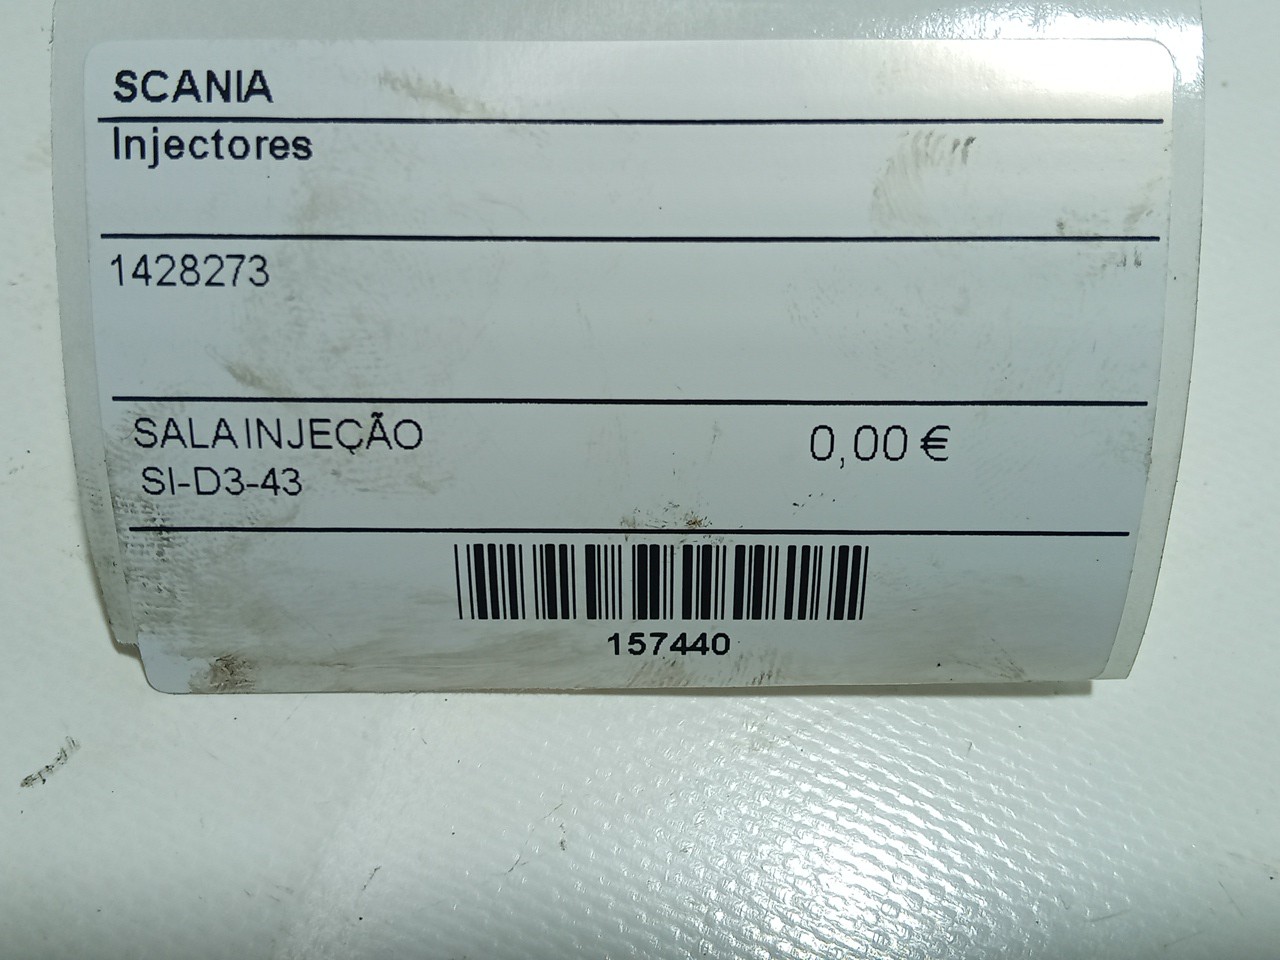 SCANIA
Injectores
1428273
SALA INJEÇÃO 0,00 €
SI-D3-43
157440